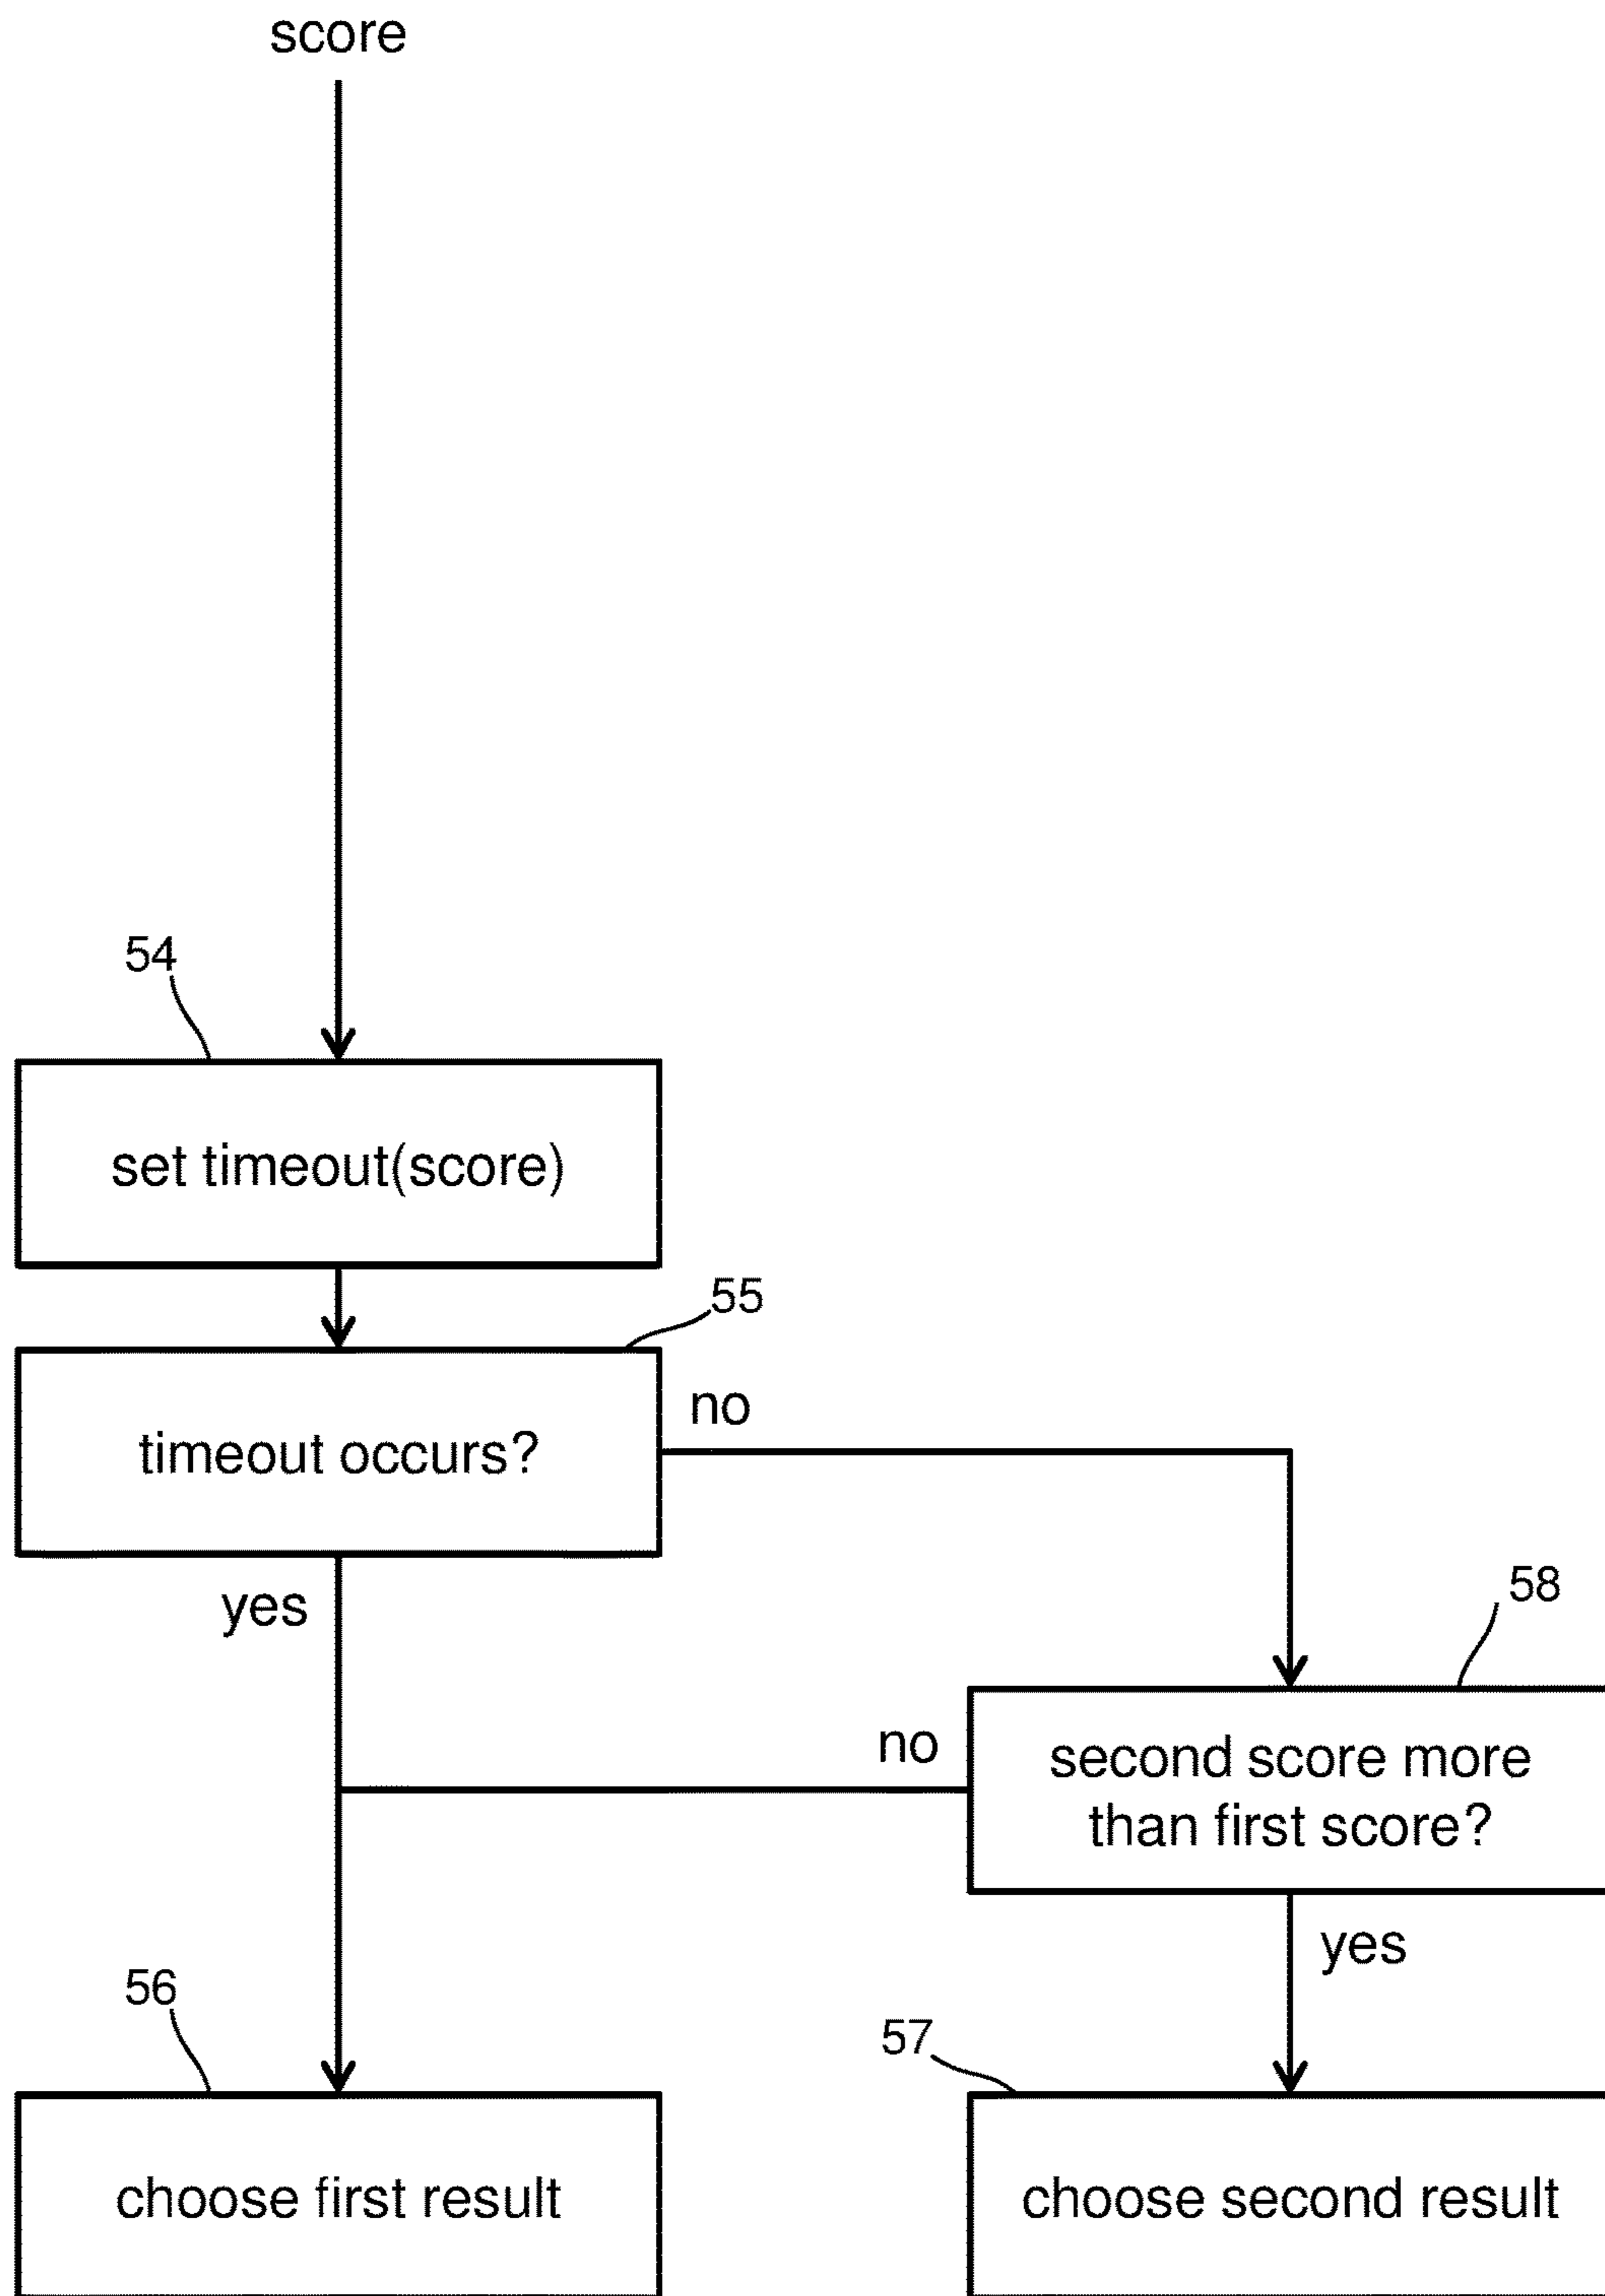 score
54
set timeout(score)
55
timeout occurs?
no
yes
58
no
second score more
than first score?
yes
56
57
choose first result
choose second result